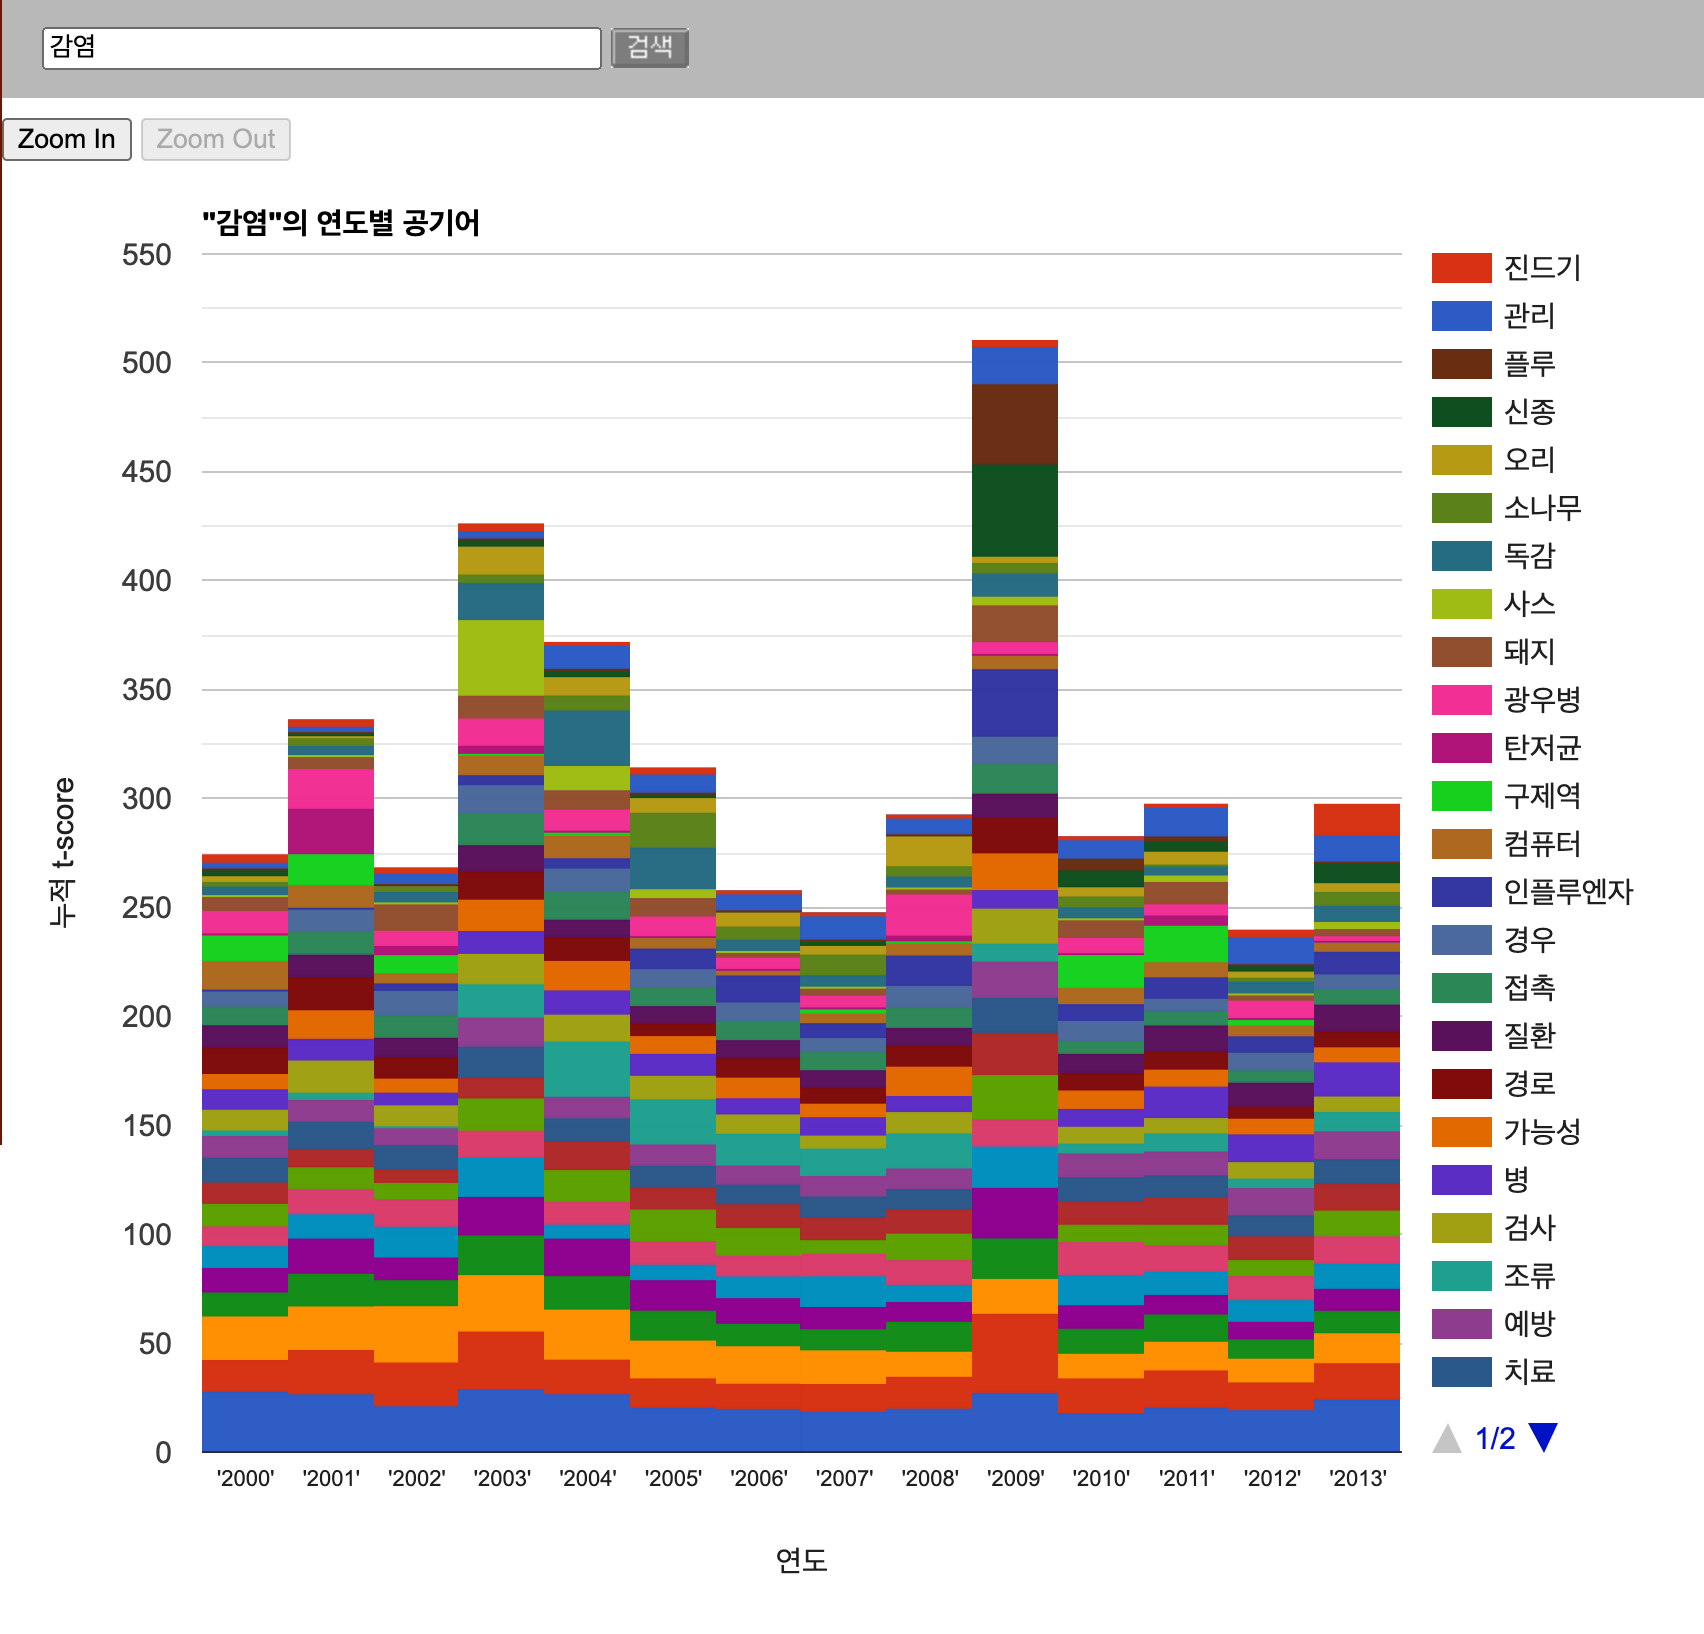 감염 검색
Zoom In Zoom Out
"감염"의 연도별 공기어
550
500
450
400
350
300
250
200
150
100
50
0
누적 t-score
'2000' '2001' '2002' '2003' '2004' '2005' '2006' '2007' '2008' '2009' '2010' '2011' '2012' '2013'
연도
진드기
관리
플루
신종
오리
소나무
독감
사스
돼지
광우병
탄저균
구제역
컴퓨터
인플루엔자
경우
접촉
질환
경로
가능성
병
검사
조류
예방
치료
1/2